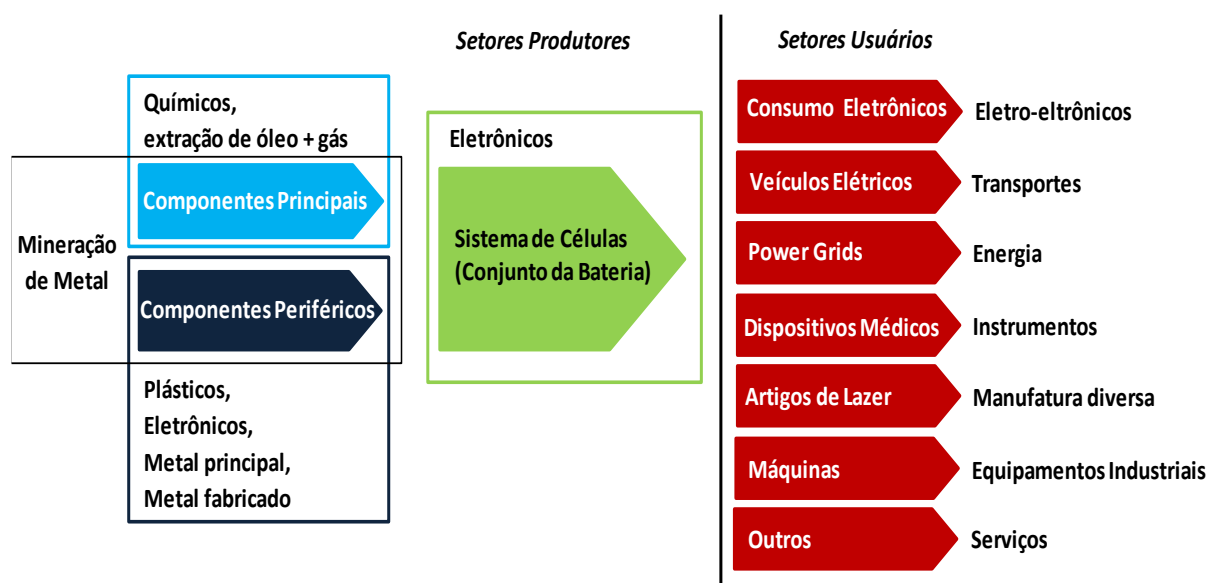 Setores Produtores
Setores Usuários
Químicos,
extração de óleo + gás
Componentes Principais
Mineração
de Metal
Componentes Periféricos
Plásticos,
Eletrônicos,
Metal principal,
Metal fabricado
Eletrônicos
Sistema de Células
(Conjunto da Bateria)
Consumo Eletrônicos
Eletro-eltrônicos
Veículos Elétricos
Transportes
Power Grids
Energia
Dispositivos Médicos
Instrumentos
Artigos de Lazer
Manufatura diversa
Máquinas
Equipamentos Industriais
Outros
Serviços